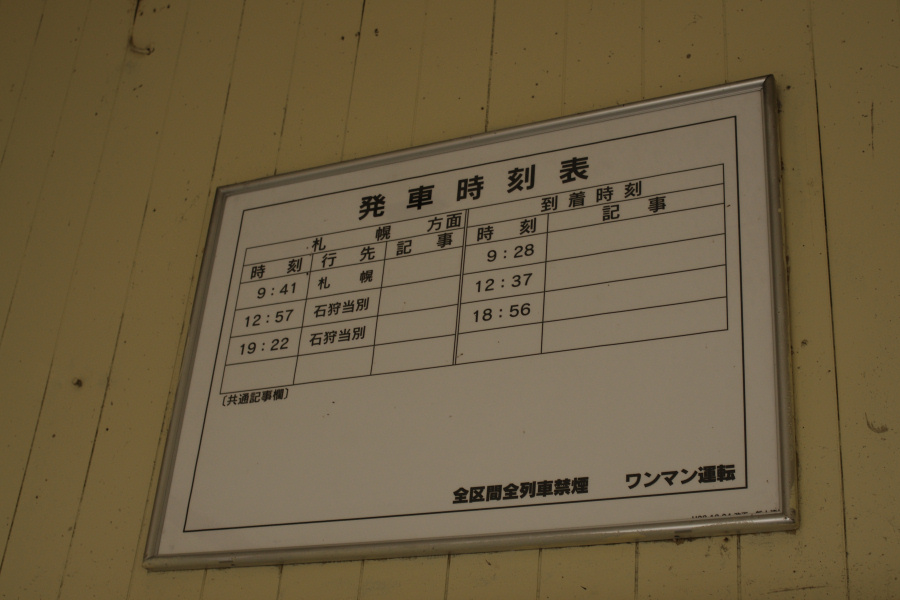 発車時刻表
札幌方面 到着時刻
時刻 行先 記事 時刻 記事
9:41 札幌 9:28
12:57 石狩当別 12:37
19:22 石狩当別 18:56
〔共通記事欄〕
全区間全列車禁煙 ワンマン運転